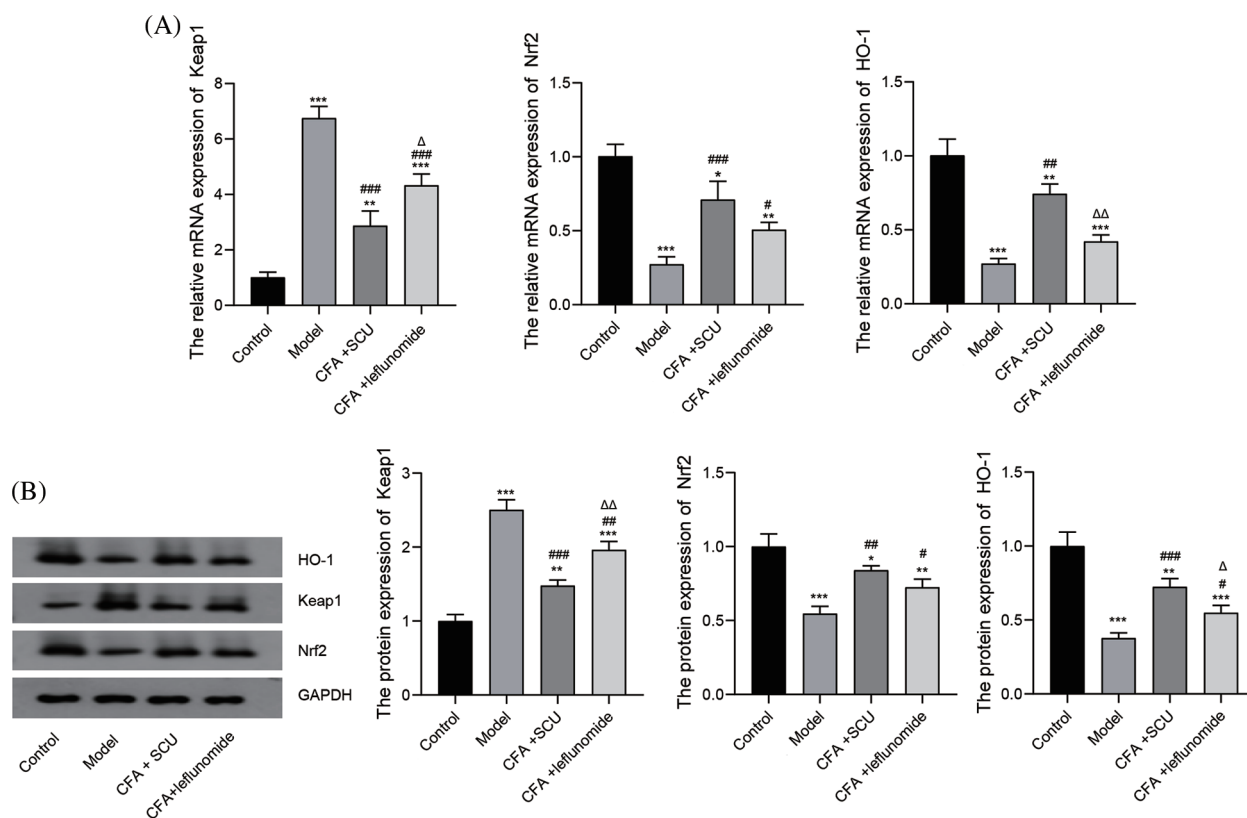 (A)
The relative mRNA expression of Keap1
8
6
4
2
0
***
###
**
Δ
###
***
Control
Model
CFA +SCU
CFA +leflunomide
The relative mRNA expression of Nrf2
1.5
1.0
0.5
0.0
***
###
*
#
**
Control
Model
CFA +SCU
CFA +leflunomide
The relative mRNA expression of HO-1
1.5
1.0
0.5
0.0
***
##
**
ΔΔ
***
Control
Model
CFA +SCU
CFA +leflunomide
(B)
HO-1
Keap1
Nrf2
GAPDH
Control
Model
CFA + SCU
CFA+leflunomide
The protein expression of Keap1
3
2
1
0
***
###
**
ΔΔ
##
***
Control
Model
CFA +SCU
CFA +leflunomide
The protein expression of Nrf2
1.5
1.0
0.5
0.0
***
##
*
#
**
Control
Model
CFA +SCU
CFA +leflunomide
The protein expression of HO-1
1.5
1.0
0.5
0.0
***
###
**
Δ
#
***
Control
Model
CFA +SCU
CFA +leflunomide